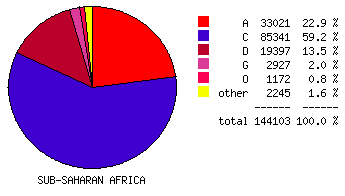 A 33021 22.9 %
C 85341 59.2 %
D 19397 13.5 %
G 2927 2.0 %
O 1172 0.8 %
other 2245 1.6 %
------ ------
total 144103 100.0 %
SUB-SAHARAN AFRICA